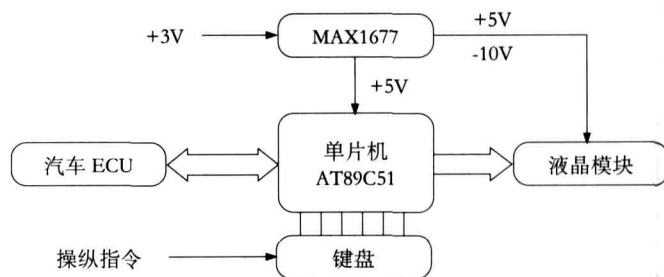 +3V
MAX1677
+5V
-10V
+5V
汽车 ECU
单片机
AT89C51
液晶模块
操纵指令
键盘